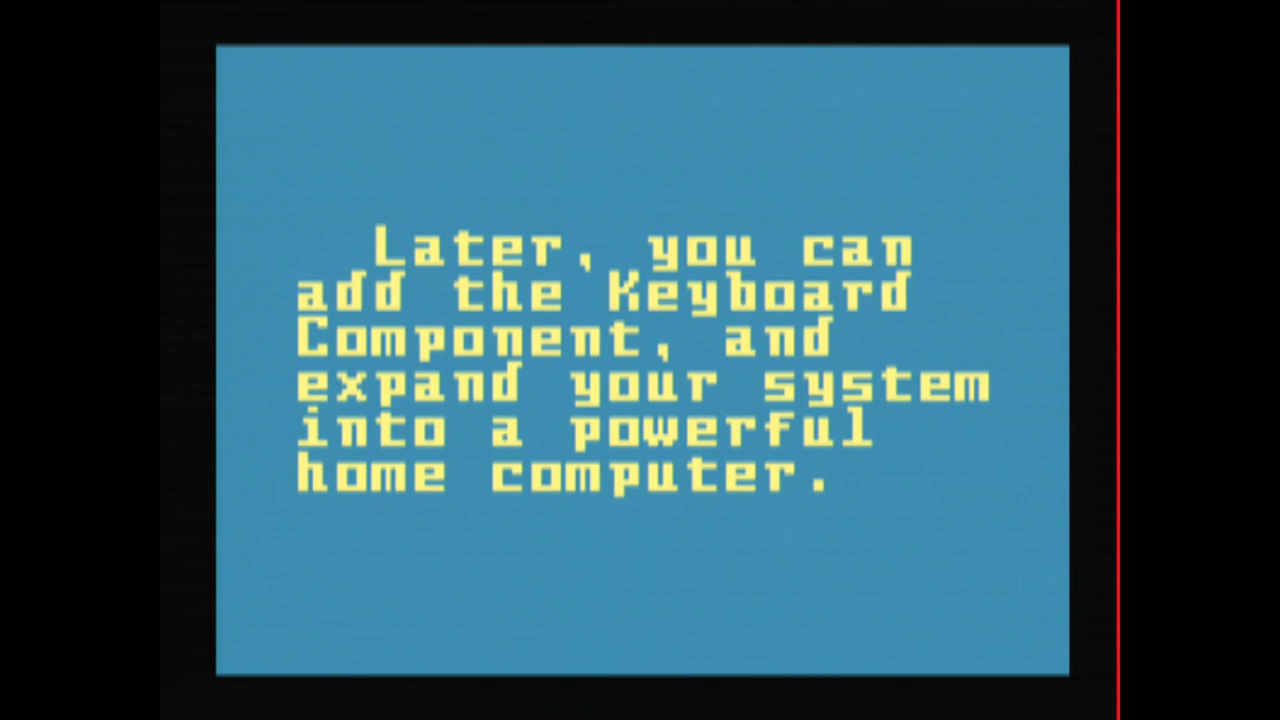 Later, you can
add the Keyboard
Component, and
expand your system
into a powerful
home computer.